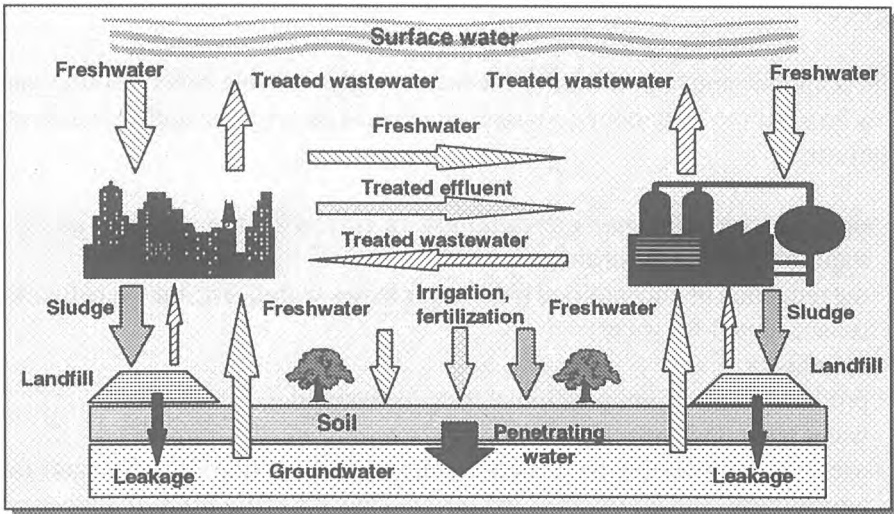 Surface water
Freshwater
Treated wastewater
Treated wastewater
Freshwater
Freshwater
Treated effluent
Treated wastewater
Sludge
Freshwater
Irrigation,
fertilization
Freshwater
Sludge
Landfill
Landfill
Soil
Penetrating
water
Leakage
Groundwater
Leakage